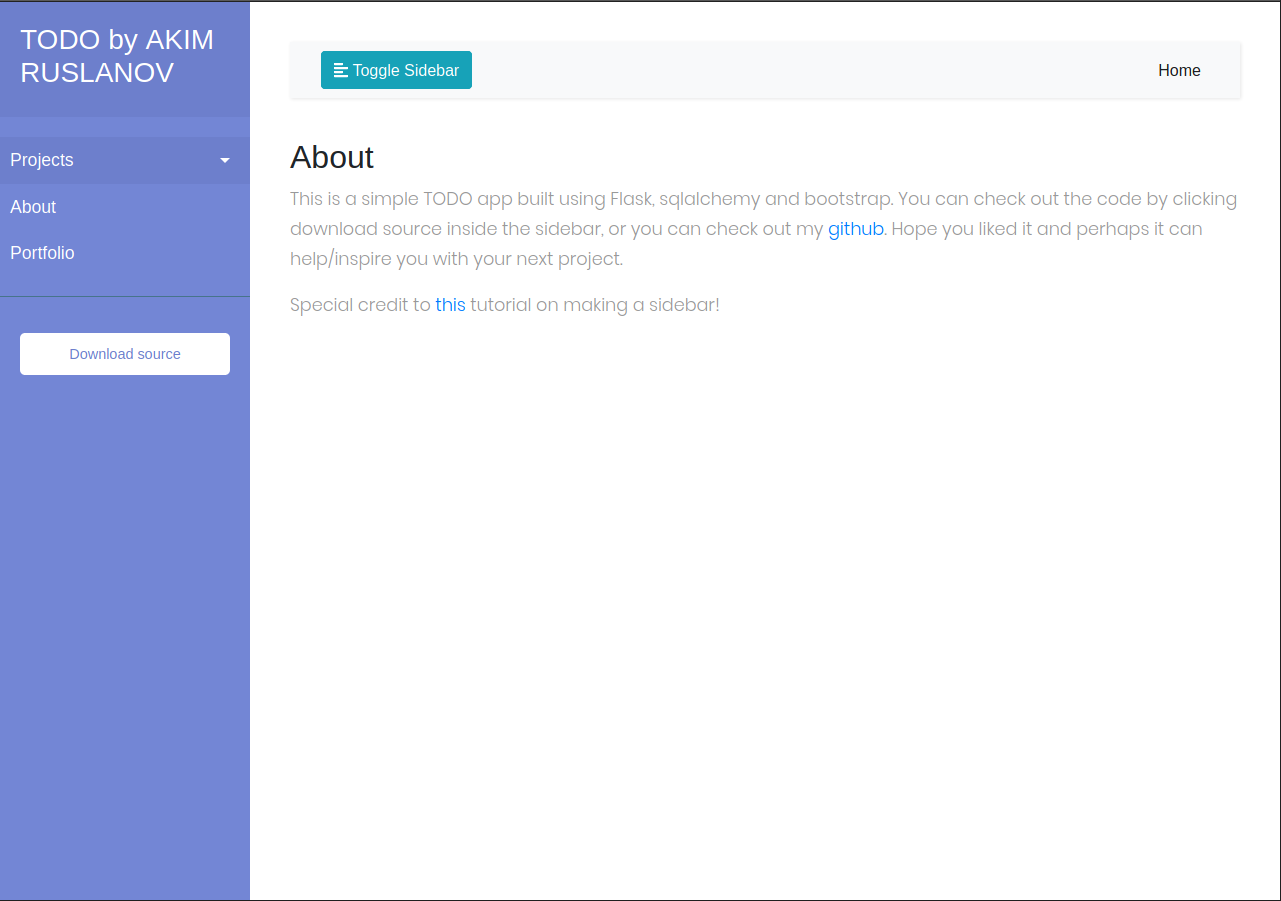 TODO by AKIM
RUSLANOV
Projects
About
Portfolio
Download source
Toggle Sidebar
Home
About
This is a simple TODO app built using Flask, sqlalchemy and bootstrap. You can check out the code by clicking
download source inside the sidebar, or you can check out my github. Hope you liked it and perhaps it can
help/inspire you with your next project.
Special credit to this tutorial on making a sidebar!